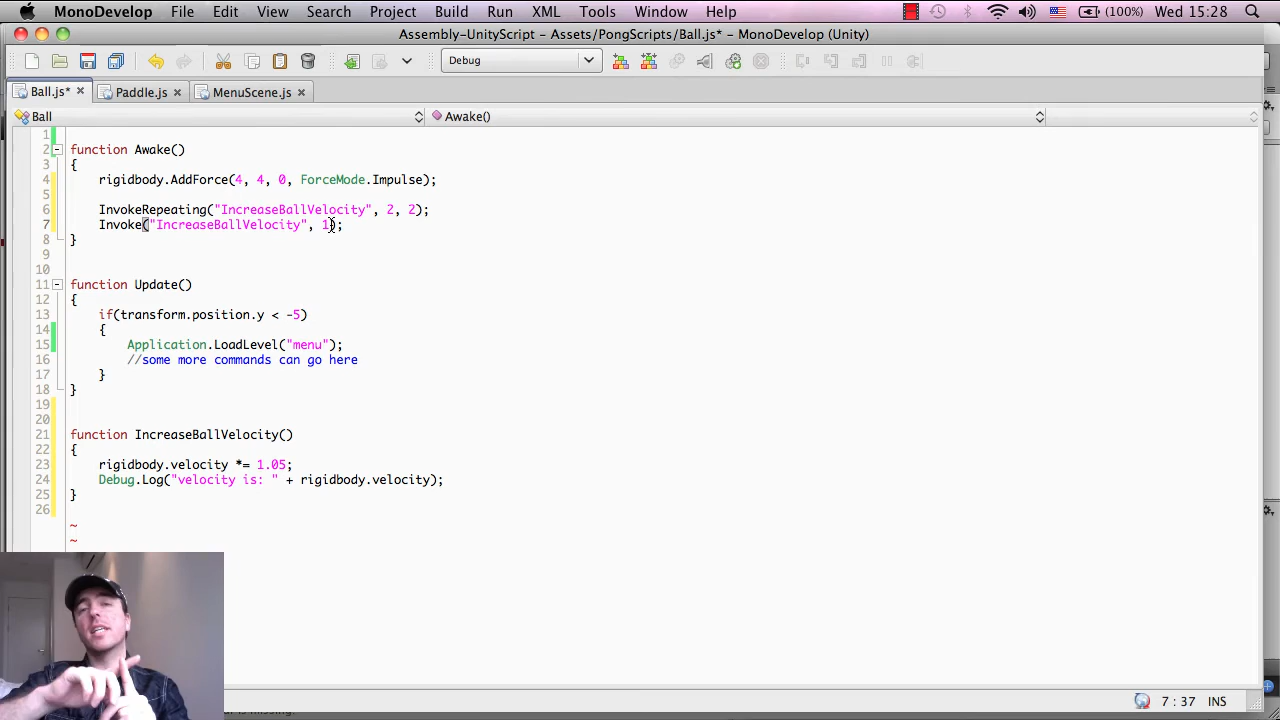 MonoDevelop File Edit View Search Project Build Run XML Tools Window Help (100%) Wed 15:28
Assembly-UnityScript - Assets/PongScripts/Ball.js* - MonoDevelop (Unity)
Debug
Ball.js* Paddle.js MenuScene.js
Ball Awake()
1
2 function Awake()
3 {
4 rigidbody.AddForce(4, 4, 0, ForceMode.Impulse);
5
6 InvokeRepeating("IncreaseBallVelocity", 2, 2);
7 Invoke("IncreaseBallVelocity", 1);
8 }
9
10
11 function Update()
12 {
13 if(transform.position.y < -5)
14 {
15 Application.LoadLevel("menu");
16 //some more commands can go here
17 }
18 }
19
20
21 function IncreaseBallVelocity()
22 {
23 rigidbody.velocity *= 1.05;
24 Debug.Log("velocity is: " + rigidbody.velocity);
25 }
26
~
~
7 : 37 INS